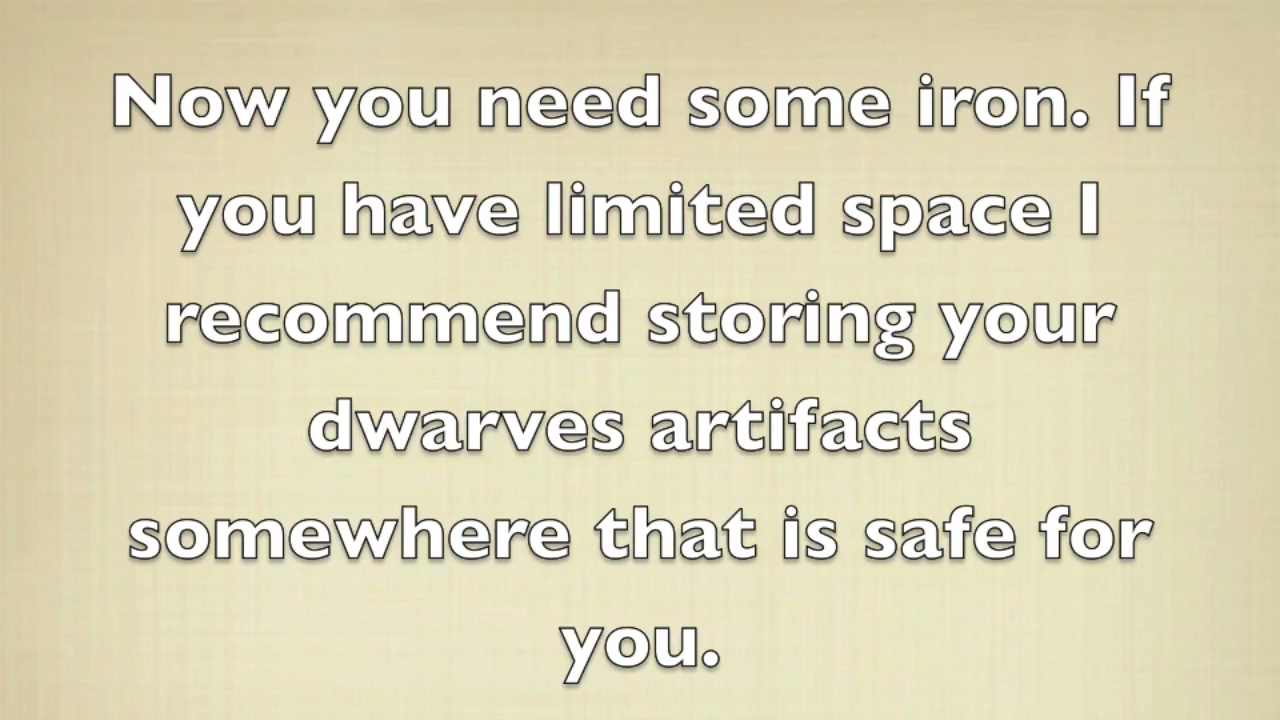 Now you need some iron. If
you have limited space I
recommend storing your
dwarves artifacts
somewhere that is safe for
you.